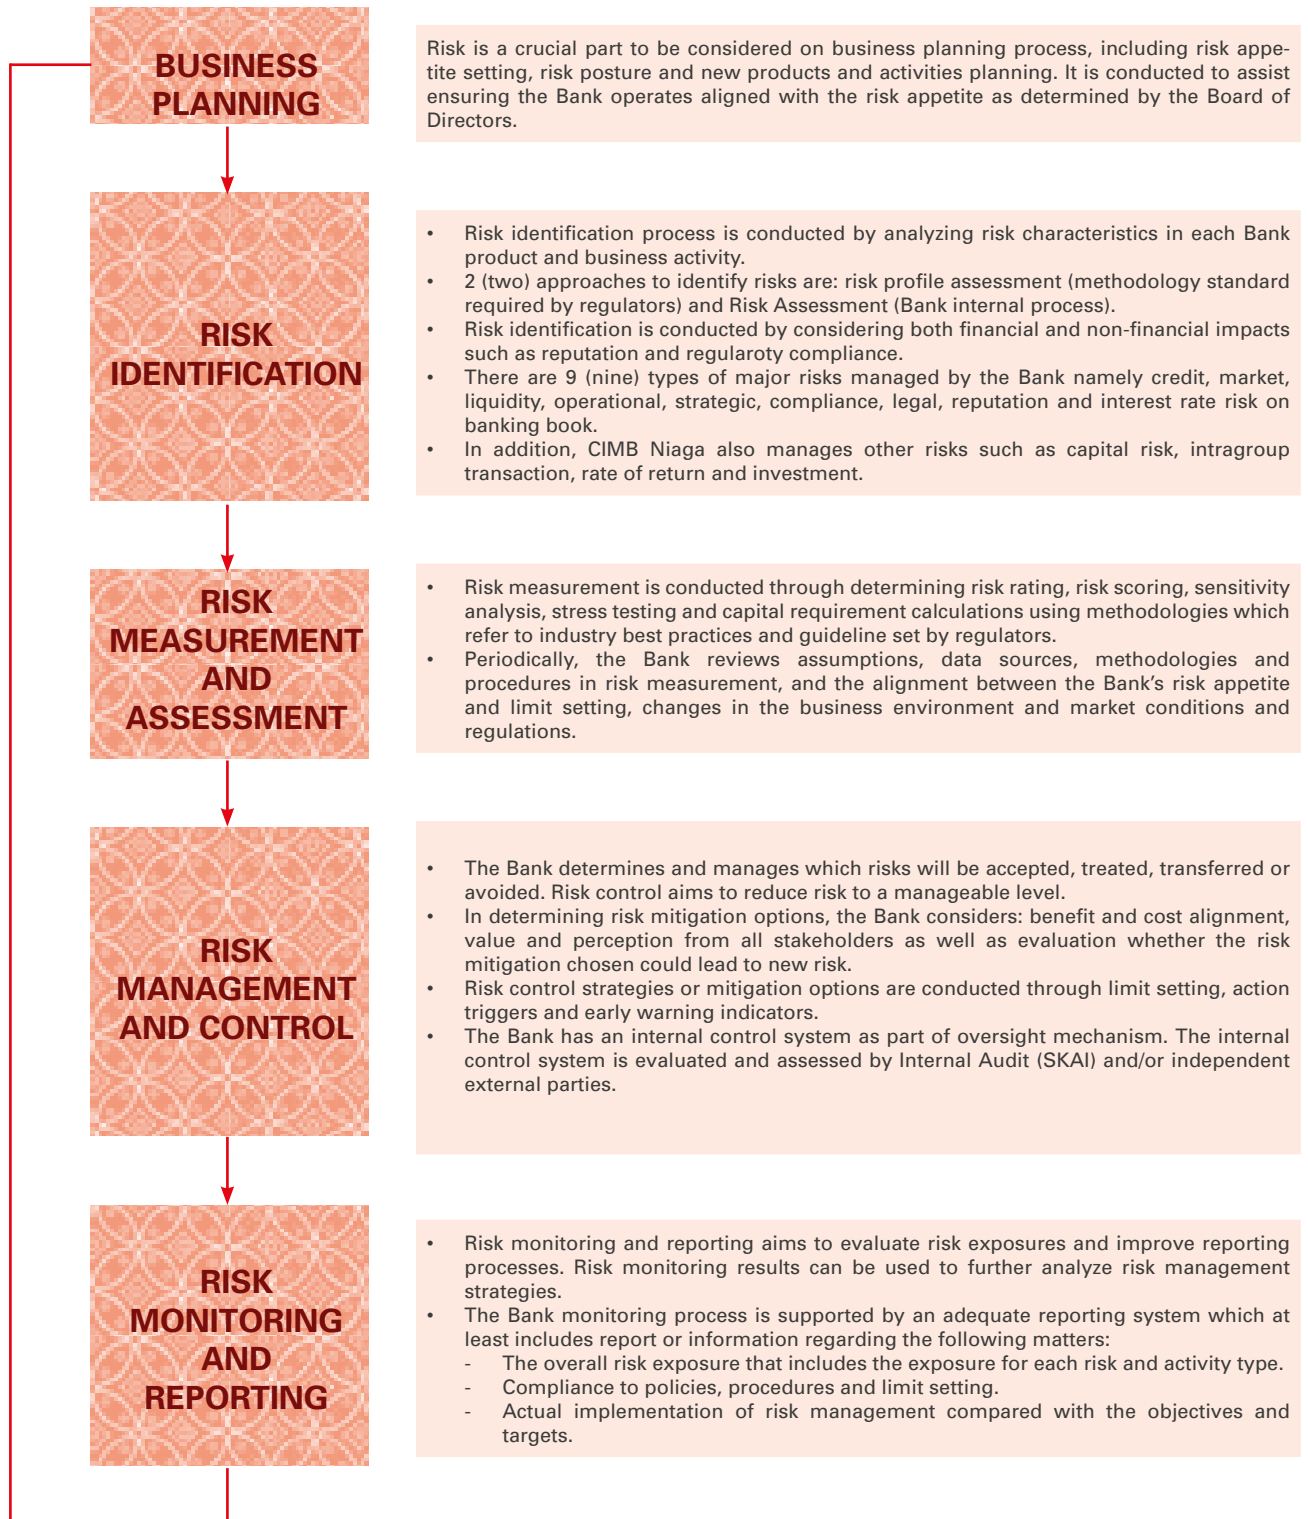 BUSINESS
PLANNING
Risk is a crucial part to be considered on business planning process, including risk appe-
tite setting, risk posture and new products and activities planning. It is conducted to assist
ensuring the Bank operates aligned with the risk appetite as determined by the Board of
Directors.
RISK
IDENTIFICATION
• Risk identification process is conducted by analyzing risk characteristics in each Bank
product and business activity.
• 2 (two) approaches to identify risks are: risk profile assessment (methodology standard
required by regulators) and Risk Assessment (Bank internal process).
• Risk identification is conducted by considering both financial and non-financial impacts
such as reputation and regularoty compliance.
• There are 9 (nine) types of major risks managed by the Bank namely credit, market,
liquidity, operational, strategic, compliance, legal, reputation and interest rate risk on
banking book.
• In addition, CIMB Niaga also manages other risks such as capital risk, intragroup
transaction, rate of return and investment.
RISK
MEASUREMENT
AND
ASSESSMENT
• Risk measurement is conducted through determining risk rating, risk scoring, sensitivity
analysis, stress testing and capital requirement calculations using methodologies which
refer to industry best practices and guideline set by regulators.
• Periodically, the Bank reviews assumptions, data sources, methodologies and
procedures in risk measurement, and the alignment between the Bank's risk appetite
and limit setting, changes in the business environment and market conditions and
regulations.
RISK
MANAGEMENT
AND CONTROL
• The Bank determines and manages which risks will be accepted, treated, transferred or
avoided. Risk control aims to reduce risk to a manageable level.
• In determining risk mitigation options, the Bank considers: benefit and cost alignment,
value and perception from all stakeholders as well as evaluation whether the risk
mitigation chosen could lead to new risk.
• Risk control strategies or mitigation options are conducted through limit setting, action
triggers and early warning indicators.
• The Bank has an internal control system as part of oversight mechanism. The internal
control system is evaluated and assessed by Internal Audit (SKAI) and/or independent
external parties.
RISK
MONITORING
AND
REPORTING
• Risk monitoring and reporting aims to evaluate risk exposures and improve reporting
processes. Risk monitoring results can be used to further analyze risk management
strategies.
• The Bank monitoring process is supported by an adequate reporting system which at
least includes report or information regarding the following matters:
- The overall risk exposure that includes the exposure for each risk and activity type.
- Compliance to policies, procedures and limit setting.
- Actual implementation of risk management compared with the objectives and
targets.